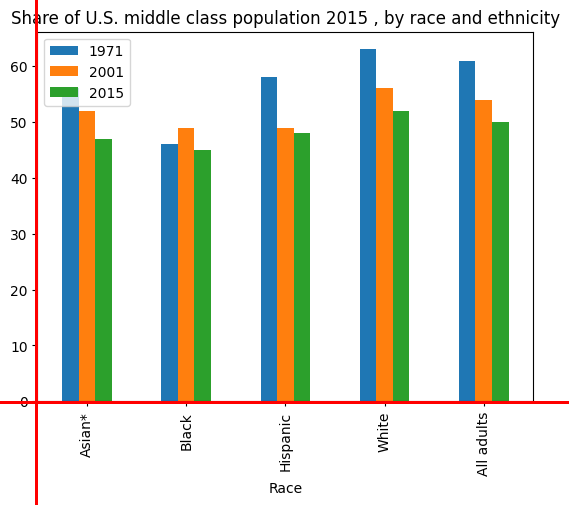 Share of U.S. middle class population 2015 , by race and ethnicity
1971
2001
2015
60
50
40
30
20
10
0
Asian*
Black
Hispanic
White
All adults
Race